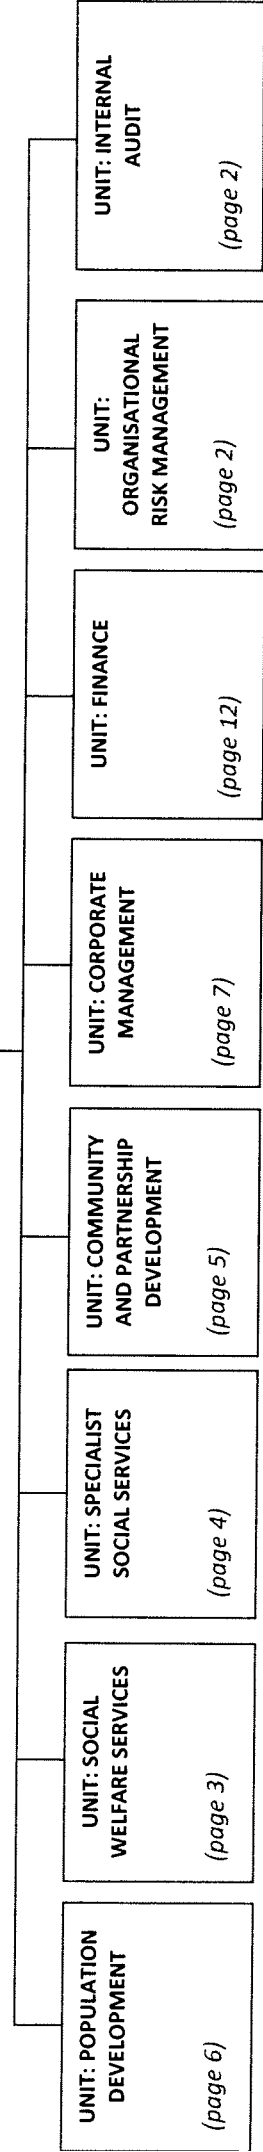 UNIT: POPULATION
DEVELOPMENT
(page 6)
UNIT: SOCIAL
WELFARE SERVICES
(page 3)
UNIT: SPECIALIST
SOCIAL SERVICES
(page 4)
UNIT: COMMUNITY
AND PARTNERSHIP
DEVELOPMENT
(page 5)
UNIT: CORPORATE
MANAGEMENT
(page 7)
UNIT: FINANCE
(page 12)
UNIT:
ORGANISATIONAL
RISK MANAGEMENT
(page 2)
UNIT: INTERNAL
AUDIT
(page 2)